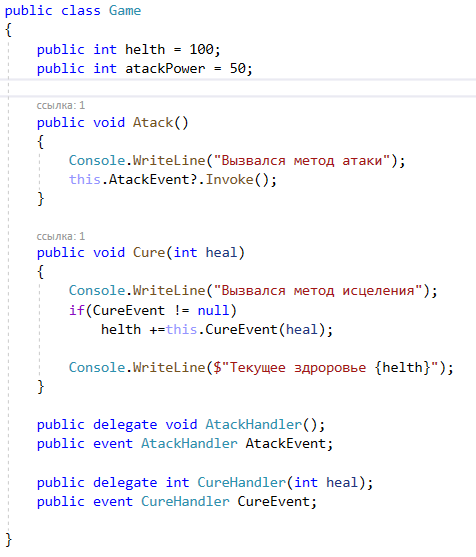 public class Game
{
public int helth = 100;
public int atackPower = 50;
ссылка: 1
public void Atack()
{
Console.WriteLine("Вызвался метод атаки");
this.AtackEvent?.Invoke();
}
ссылка: 1
public void Cure(int heal)
{
Console.WriteLine("Вызвался метод исцеления");
if(CureEvent != null)
helth +=this.CureEvent(heal);
Console.WriteLine($"Текущее здроровье {helth}");
}
public delegate void AtackHandler();
public event AtackHandler AtackEvent;
public delegate int CureHandler(int heal);
public event CureHandler CureEvent;
}